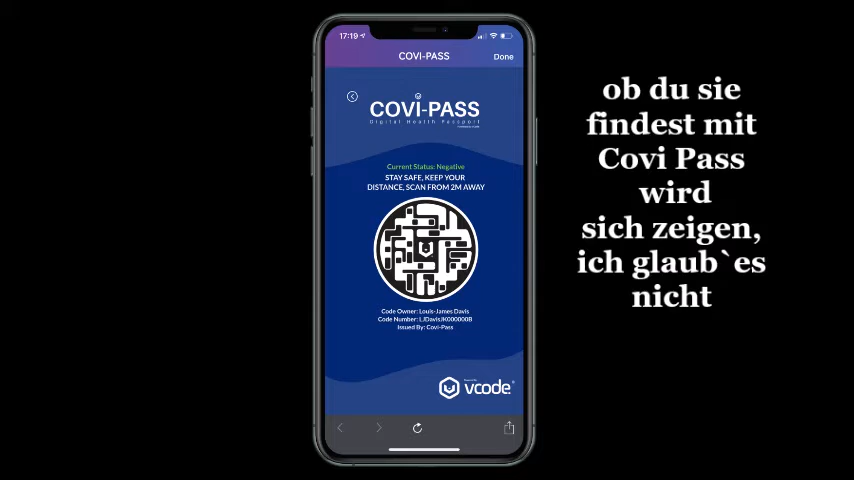 17:19
COVI-PASS
Done
COVI-PASS
Digital Health Passport
Current Status: Negative
STAY SAFE, KEEP YOUR
DISTANCE, SCAN FROM 2M AWAY
Code Owner: Louis-James Davis
Code Number: LJDavisJK000000B
Issued By: Covi-Pass
vcode
ob du sie
findest mit
Covi Pass
wird
sich zeigen,
ich glaub`es
nicht